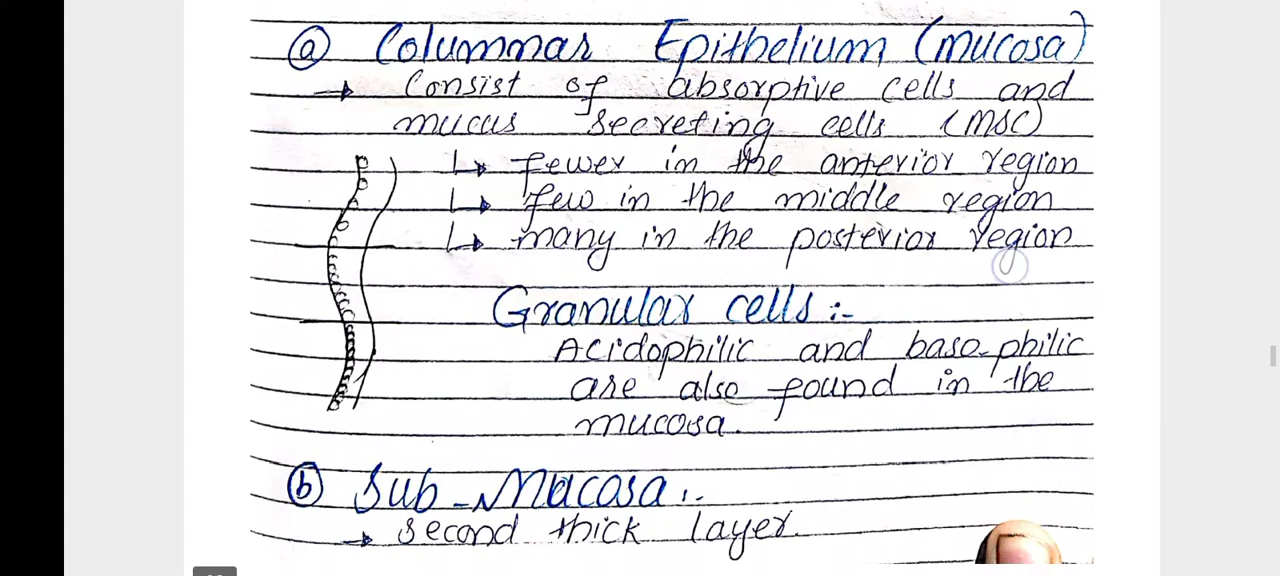 ⓐ Columnar Epithelium (mucosa)
→ Consist of absorptive cells and
mucus secreting cells (MSC)
↳ fewer in the anterior region
↳ few in the middle region
↳ many in the posterior region
Granular cells :-
Acidophilic and baso-philic
are also found in the
mucosa.
ⓑ Sub-Mucosa :-
→ second thick layer.